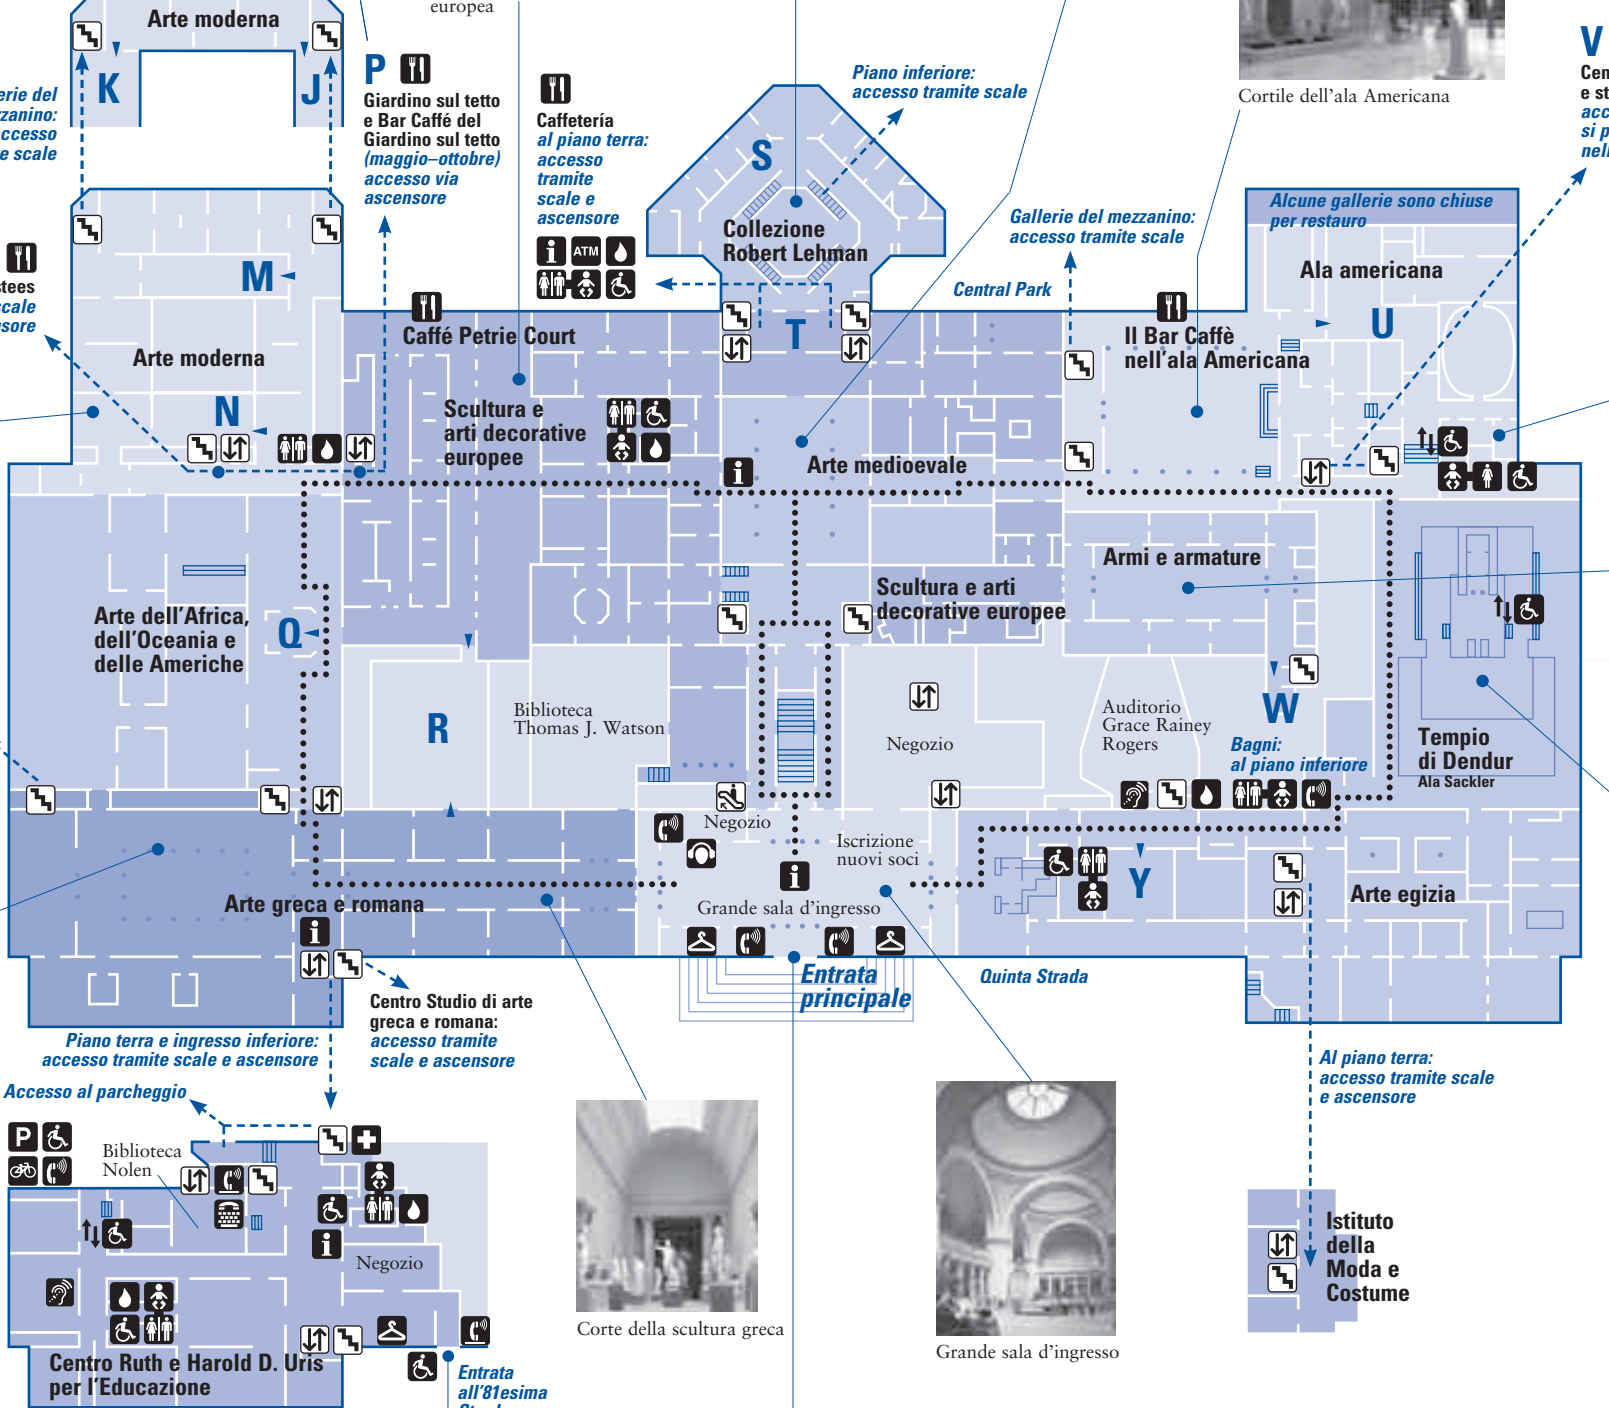 europea
Arte moderna
K
J
P
Giardino sul tetto
e Bar Caffé del
Giardino sul tetto
(maggio–ottobre)
accesso via
ascensore
Caffetería
al piano terra:
accesso
tramite
scale e
ascensore
i
ATM
Piano inferiore:
accesso tramite scale
S
Collezione
Robert Lehman
T
Cortile dell'ala Americana
V
Gallerie del mezzanino:
accesso tramite scale
Central Park
Alcune gallerie sono chiuse
per restauro
Ala americana
U
Il Bar Caffè
nell'ala Americana
scale
M
Arte moderna
N
Caffé Petrie Court
Scultura e
arti decorative
europee
i
Arte medioevale
Armi e armature
Scultura e arti
decorative europee
Arte dell'Africa,
dell'Oceania e
delle Americhe
Q
R
Biblioteca
Thomas J. Watson
Negozio
Auditorio
Grace Rainey
Rogers
W
Bagni:
al piano inferiore
Tempio
di Dendur
Ala Sackler
Negozio
Iscrizione
nuovi soci
i
Grande sala d'ingresso
Y
Arte egizia
Arte greca e romana
i
Entrata
principale
Quinta Strada
Centro Studio di arte
greca e romana:
accesso tramite
scale e ascensore
Piano terra e ingresso inferiore:
accesso tramite scale e ascensore
Accesso al parcheggio
P
Biblioteca
Nolen
i
Negozio
Centro Ruth e Harold D. Uris
per l'Educazione
Entrata
all'81esima
Corte della scultura greca
Grande sala d'ingresso
Al piano terra:
accesso tramite scale
e ascensore
Istituto
della
Moda e
Costume